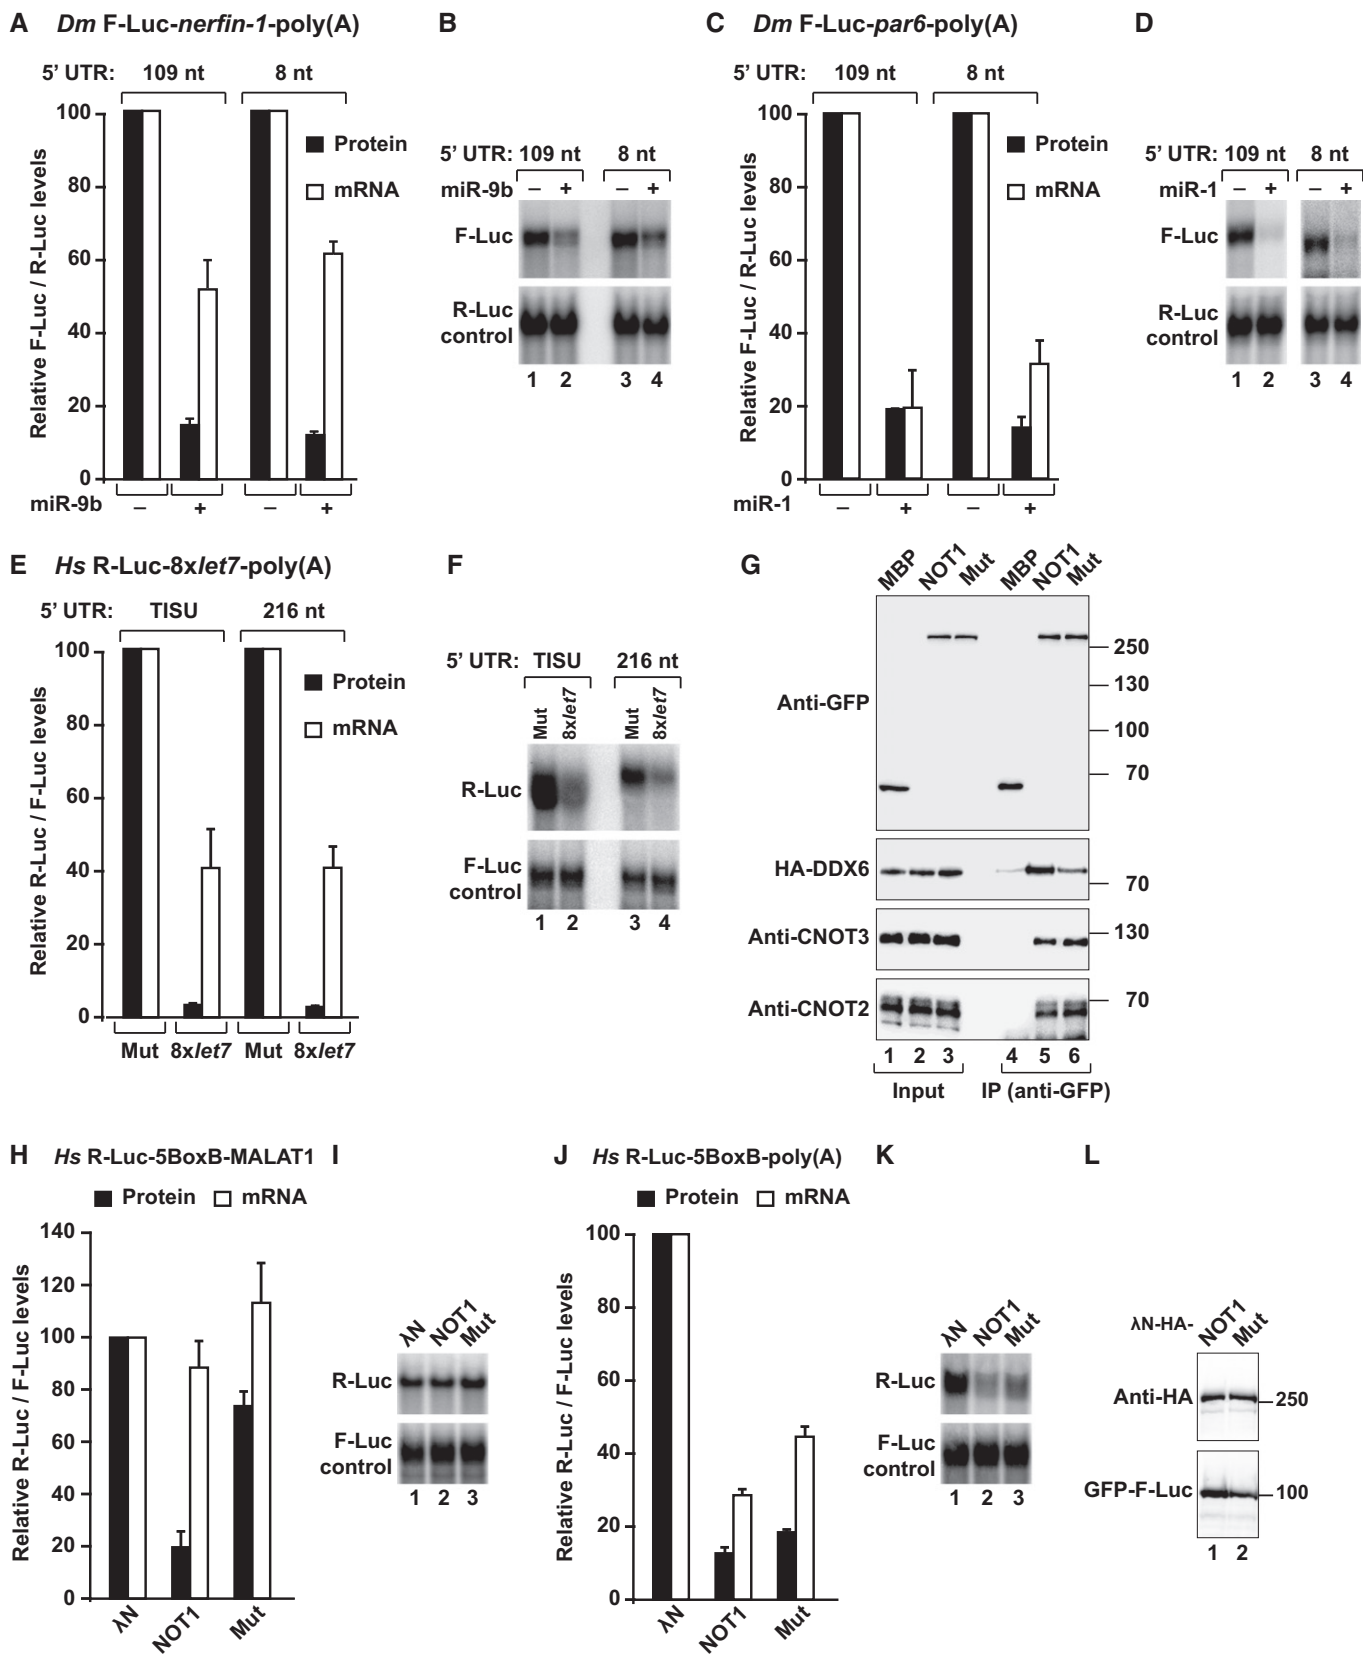 A Dm F-Luc-nerfin-1-poly(A)
5’ UTR: 109 nt 8 nt
Relative F-Luc / R-Luc levels
100
80
60
40
20
0
Protein
mRNA
miR-9b – + – +
B
5’ UTR: 109 nt 8 nt
miR-9b – + – +
F-Luc
R-Luc control
1 2 3 4
C Dm F-Luc-par6-poly(A)
5’ UTR: 109 nt 8 nt
Relative F-Luc / R-Luc levels
100
80
60
40
20
0
Protein
mRNA
miR-1 – + – +
D
5’ UTR: 109 nt 8 nt
miR-1 – + – +
F-Luc
R-Luc control
1 2 3 4
E Hs R-Luc-8xlet7-poly(A)
5’ UTR: TISU 216 nt
Relative R-Luc / F-Luc levels
100
80
60
40
20
0
Protein
mRNA
Mut 8xlet7 Mut 8xlet7
F
5’ UTR: TISU 216 nt
Mut 8xlet7 Mut 8xlet7
R-Luc
F-Luc control
1 2 3 4
G
MBP NOT1 Mut MBP NOT1 Mut
Anti-GFP
250
130
100
70
HA-DDX6
70
Anti-CNOT3
130
Anti-CNOT2
70
1 2 3 4 5 6
Input IP (anti-GFP)
H Hs R-Luc-5BoxB-MALAT1
Protein mRNA
Relative R-Luc / F-Luc levels
140
120
100
80
60
40
20
0
λN NOT1 Mut
I
λN NOT1 Mut
R-Luc
F-Luc control
1 2 3
J Hs R-Luc-5BoxB-poly(A)
Protein mRNA
Relative R-Luc / F-Luc levels
100
80
60
40
20
0
λN NOT1 Mut
K
λN NOT1 Mut
R-Luc
F-Luc control
1 2 3
L
λN-HA- NOT1 Mut
Anti-HA
250
GFP-F-Luc
100
1 2